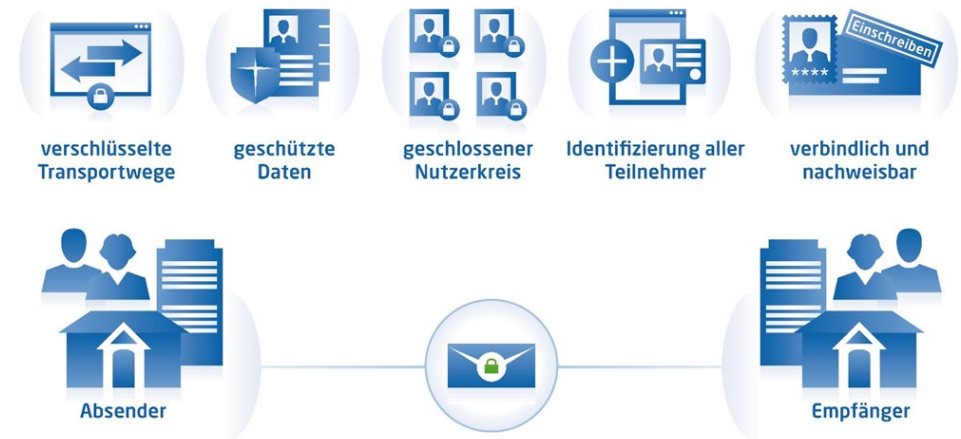 Einschreiben
****
verschlüsselte
Transportwege
geschützte
Daten
geschlossener
Nutzerkreis
Identifizierung aller
Teilnehmer
verbindlich und
nachweisbar
Absender
Empfänger